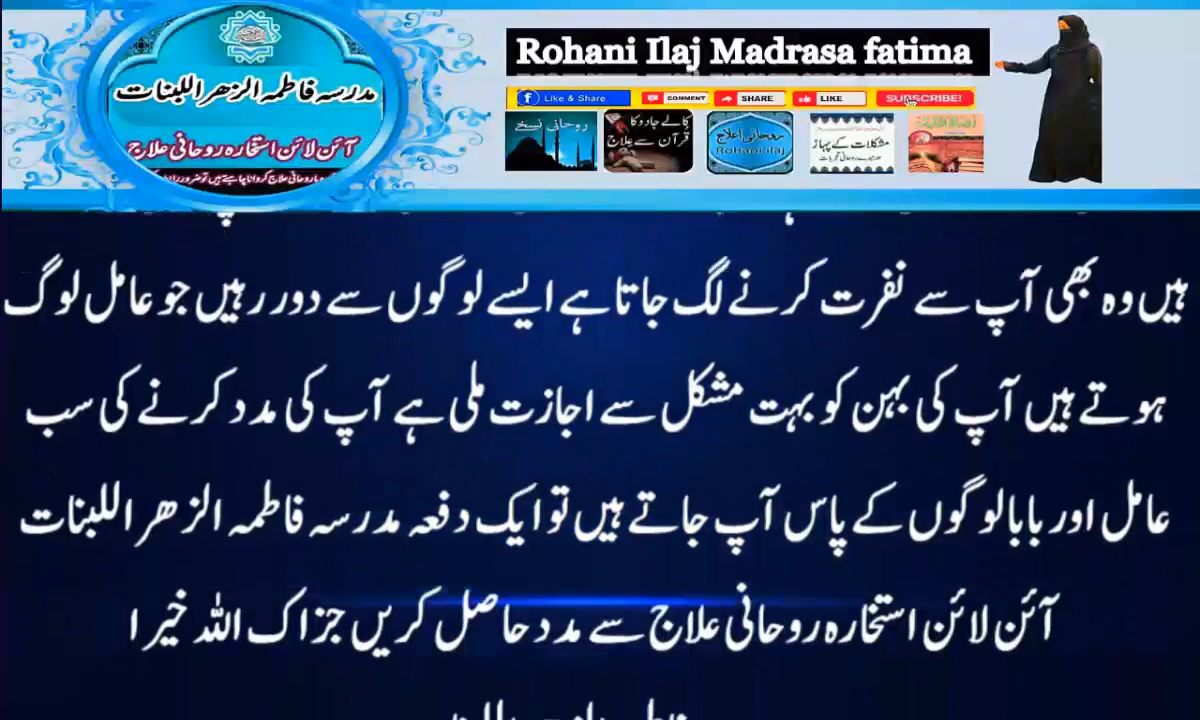 مدرسہ فاطمہ الزھرا للبنات
آئن لائن استخارہ روحانی علاج
Rohani Ilaj Madrasa fatima
Like & Share
COMMENT
SHARE
LIKE
SUBSCRIBE!
روحانی نسخے
کالے جادو کا
قرآن سے علاج
روحانی علاج
Rohani ilaj
مشکلات کے پہاڑ
ہیں وہ بھی آپ سے نفرت کرنے لگ جاتا ہے ایسے لوگوں سے دور رہیں جو عامل لوگ
ہوتے ہیں آپ کی بہن کو بہت مشکل سے اجازت ملی ہے آپ کی مدد کرنے کی سب
عامل اور بابا لوگوں کے پاس آپ جاتے ہیں تو ایک دفعہ مدرسہ فاطمہ الزھرا للبنات
آئن لائن استخارہ روحانی علاج سے مدد حاصل کریں جزاک اللہ خیرا